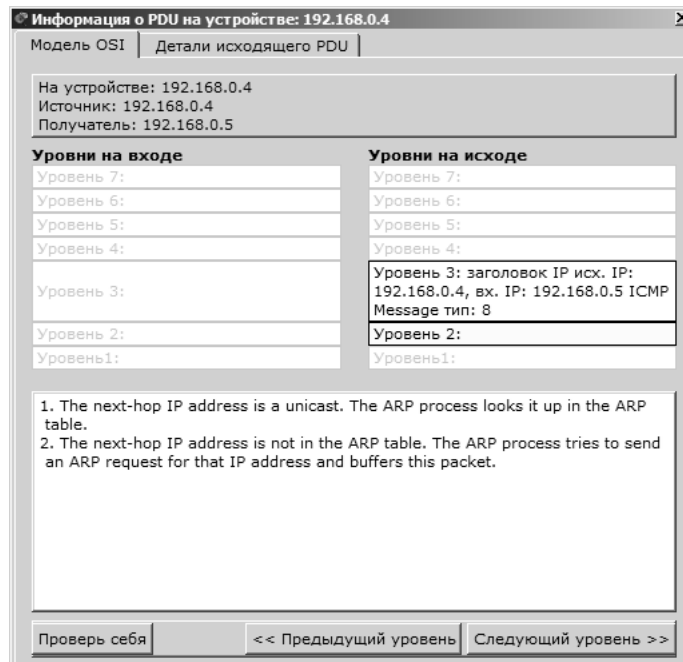 Информация о PDU на устройстве: 192.168.0.4
Модель OSI
Детали исходящего PDU
На устройстве: 192.168.0.4
Источник: 192.168.0.4
Получатель: 192.168.0.5
Уровни на входе
Уровень 7:
Уровень 6:
Уровень 5:
Уровень 4:
Уровень 3:
Уровень 2:
Уровень1:
Уровни на исходе
Уровень 7:
Уровень 6:
Уровень 5:
Уровень 4:
Уровень 3: заголовок IP исх. IP:
192.168.0.4, вх. IP: 192.168.0.5 ICMP
Message тип: 8
Уровень 2:
Уровень1:
1. The next-hop IP address is a unicast. The ARP process looks it up in the ARP
table.
2. The next-hop IP address is not in the ARP table. The ARP process tries to send
an ARP request for that IP address and buffers this packet.
Проверь себя
<< Предыдущий уровень
Следующий уровень >>